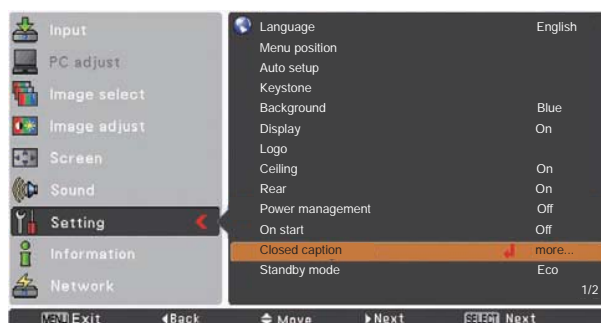 Input
PC adjust
Image select
Image adjust
Screen
Sound
Setting
Information
Network
Language English
Menu position
Auto setup
Keystone
Background Blue
Display On
Logo
Ceiling On
Rear On
Power management Off
On start Off
Closed caption more...
Standby mode Eco
1/2
MENU Exit Back Move Next SELECT Next